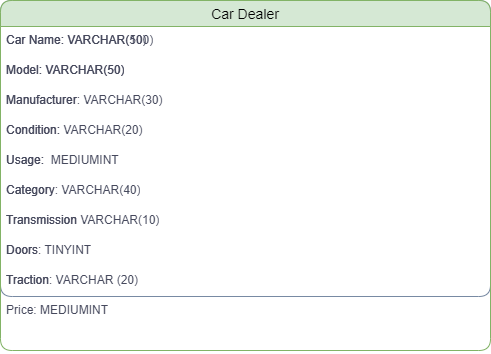 Car Dealer
Car Name: VARCHAR(100)
Model: VARCHAR(50)
Manufacturer: VARCHAR(30)
Condition: VARCHAR(20)
Usage:  MEDIUMINT
Category: VARCHAR(40)
Transmission VARCHAR(10)
Doors: TINYINT
Traction: VARCHAR (20)
Price: MEDIUMINT